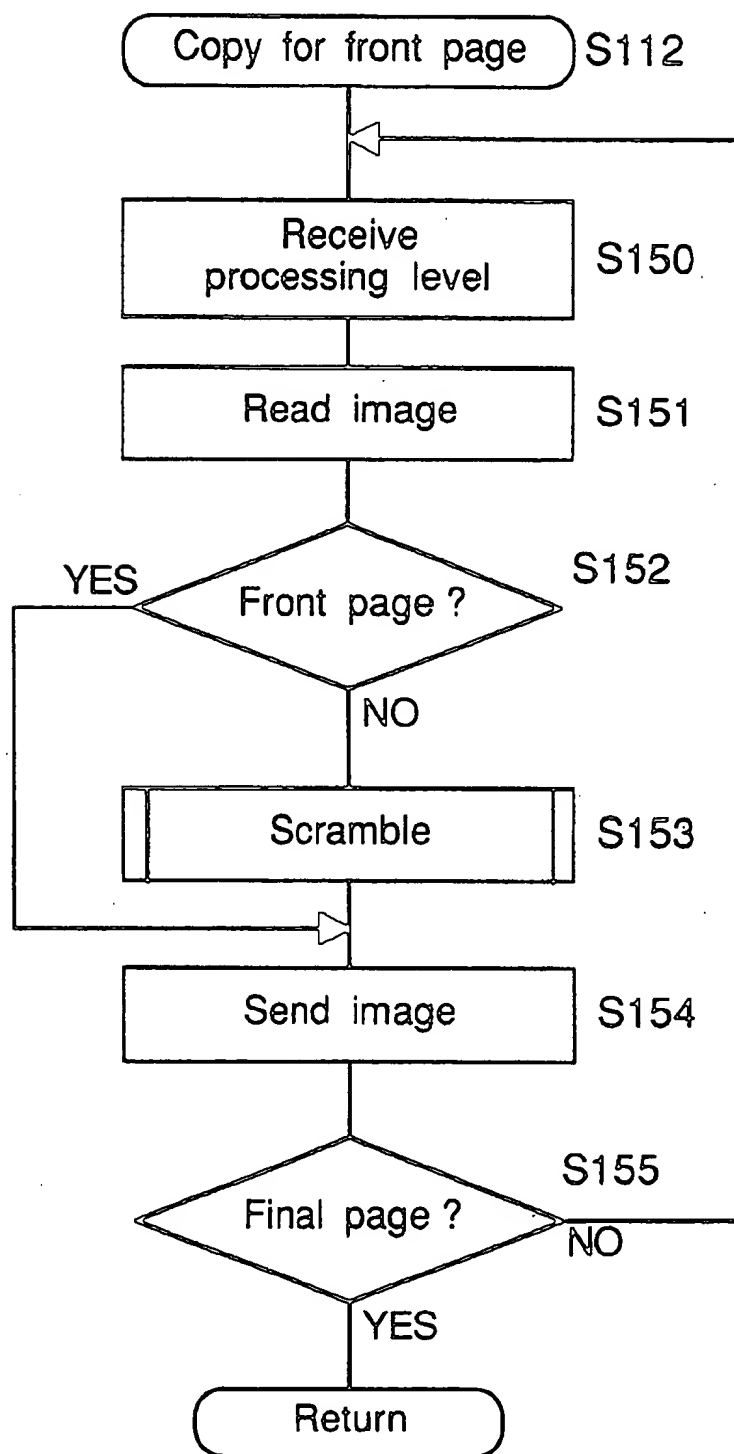 Copy for front page S112
Receive
processing level
S150
Read image S151
S152
YES
Front page ?
NO
Scramble S153
Send image S154
S155
Final page ?
NO
YES
Return